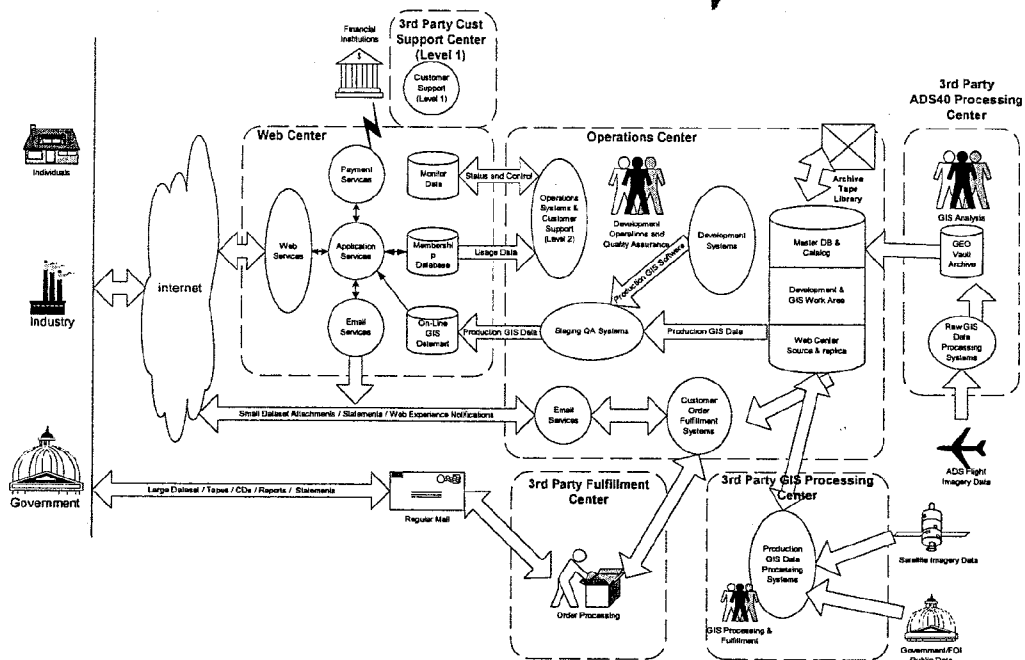 Financial
Institutions
3rd Party Cust
Support Center
(Level 1)
Customer
Support
(Level 1)
3rd Party
ADS40 Processing
Center
Individuals
Web Center
Operations Center
Payment
Services
Monitor
Data
Status and Control
Operations
Systems &
Customer
Support
(Level 2)
Development
Operations and
Quality Assurance
Development
Systems
Archive
Tape
Library
GIS Analysis
Web
Services
Application
Services
Membershi
p
Database
Usage Data
Production GIS Software
Master DB &
Catalog
GEO
Vault
Archive
internet
Industry
Email
Services
On-Line
GIS
Datamart
Production GIS Data
Staging QA Systems
Production GIS Data
Development &
GIS Work Area
Web Center
Source & replica
Raw GIS
Data
Processing
Systems
Small Dataset Attachments / Statements / Web Experience Notifications
Email
Services
Customer
Order
Fulfillment
Systems
ADS Flight
Imagery Data
Government
Large Dataset / Tapes / CDs / Reports / Statements
Regular Mail
3rd Party Fulfillment
Center
3rd Party GIS Processing
Center
Order Processing
Production
GIS Data
Processing
Systems
GIS Processing &
Fulfillment
Satellite Imagery Data
Government/FOI
Public Data